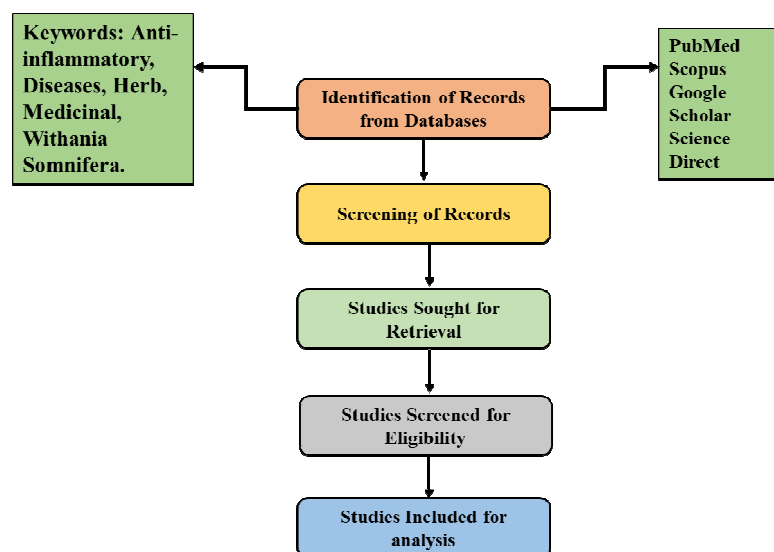 Keywords: Anti-
inflammatory,
Diseases, Herb,
Medicinal,
Withania
Somnifera.
PubMed
Scopus
Google
Scholar
Science
Direct
Identification of Records
from Databases
Screening of Records
Studies Sought for
Retrieval
Studies Screened for
Eligibility
Studies Included for
analysis